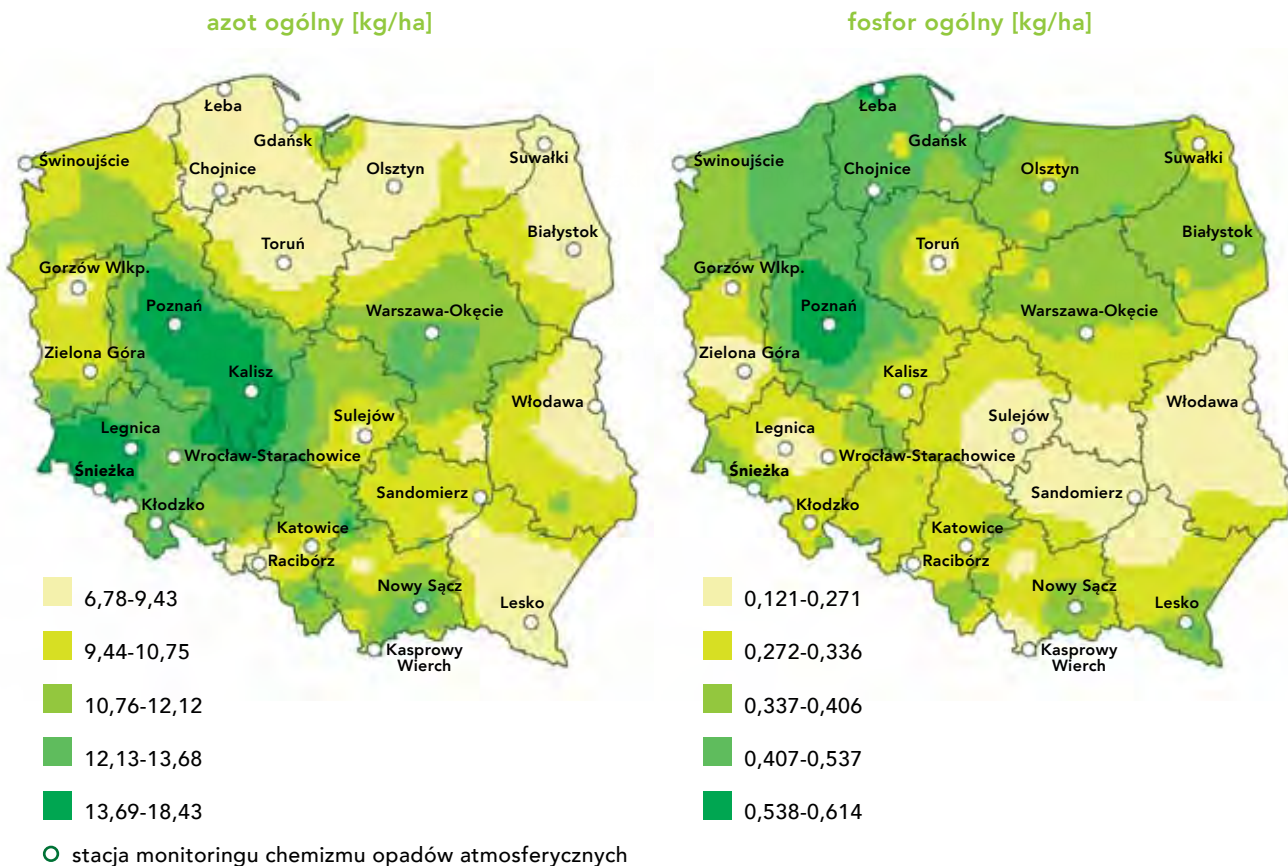 azot ogólny [kg/ha]
Łeba
Gdańsk
Świnoujście
Chojnice
Olsztyn
Suwałki
Białystok
Toruń
Gorzów Wlkp.
Poznań
Warszawa-Okęcie
Zielona Góra
Kalisz
Włodawa
Sulejów
Legnica
Wrocław-Starachowice
Śnieżka
Sandomierz
Kłodzko
Katowice
Racibórz
Nowy Sącz
Lesko
Kasprowy
Wierch
6,78-9,43
9,44-10,75
10,76-12,12
12,13-13,68
13,69-18,43
stacja monitoringu chemizmu opadów atmosferycznych
fosfor ogólny [kg/ha]
Łeba
Gdańsk
Świnoujście
Chojnice
Olsztyn
Suwałki
Białystok
Toruń
Gorzów Wlkp.
Poznań
Warszawa-Okęcie
Zielona Góra
Kalisz
Włodawa
Sulejów
Legnica
Wrocław-Starachowice
Śnieżka
Sandomierz
Kłodzko
Katowice
Racibórz
Nowy Sącz
Lesko
Kasprowy
Wierch
0,121-0,271
0,272-0,336
0,337-0,406
0,407-0,537
0,538-0,614